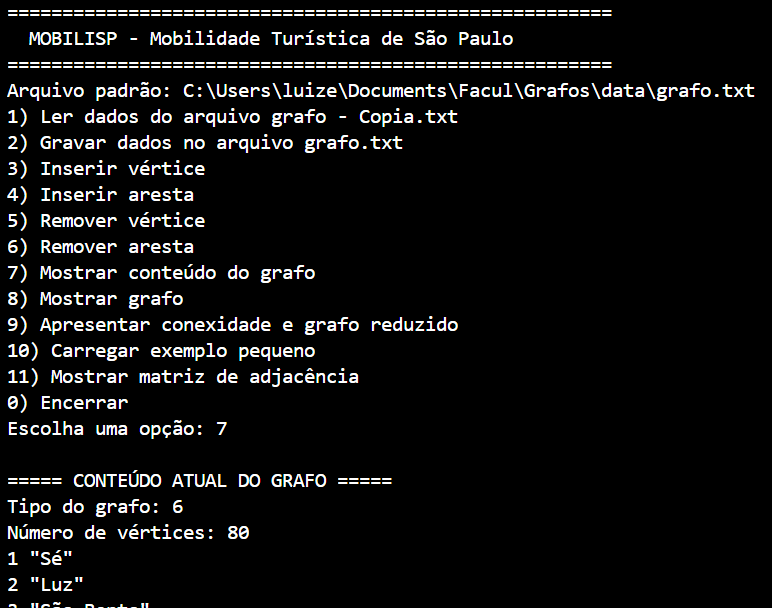 =======================================================
MOBILISP - Mobilidade Turística de São Paulo
=======================================================
Arquivo padrão: C:\Users\luize\Documents\Facul\Grafos\data\grafo.txt
1) Ler dados do arquivo grafo - Copia.txt
2) Gravar dados no arquivo grafo.txt
3) Inserir vértice
4) Inserir aresta
5) Remover vértice
6) Remover aresta
7) Mostrar conteúdo do grafo
8) Mostrar grafo
9) Apresentar conexidade e grafo reduzido
10) Carregar exemplo pequeno
11) Mostrar matriz de adjacência
0) Encerrar
Escolha uma opção: 7

===== CONTEÚDO ATUAL DO GRAFO =====
Tipo do grafo: 6
Número de vértices: 80
1 "Sé"
2 "Luz"